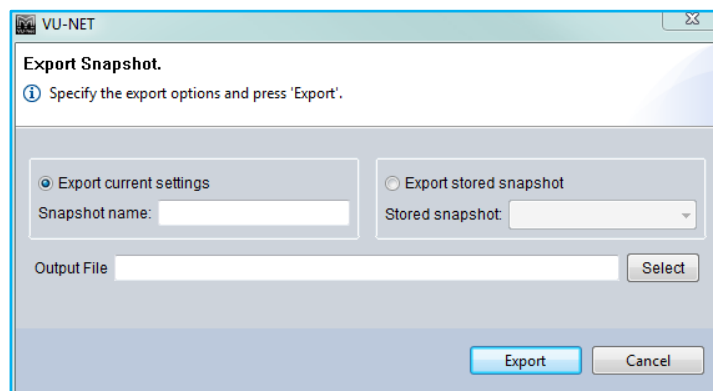 VU-NET
Export Snapshot.
Specify the export options and press 'Export'.
Export current settings
Snapshot name:
Export stored snapshot
Stored snapshot:
Output File
Select
Export
Cancel